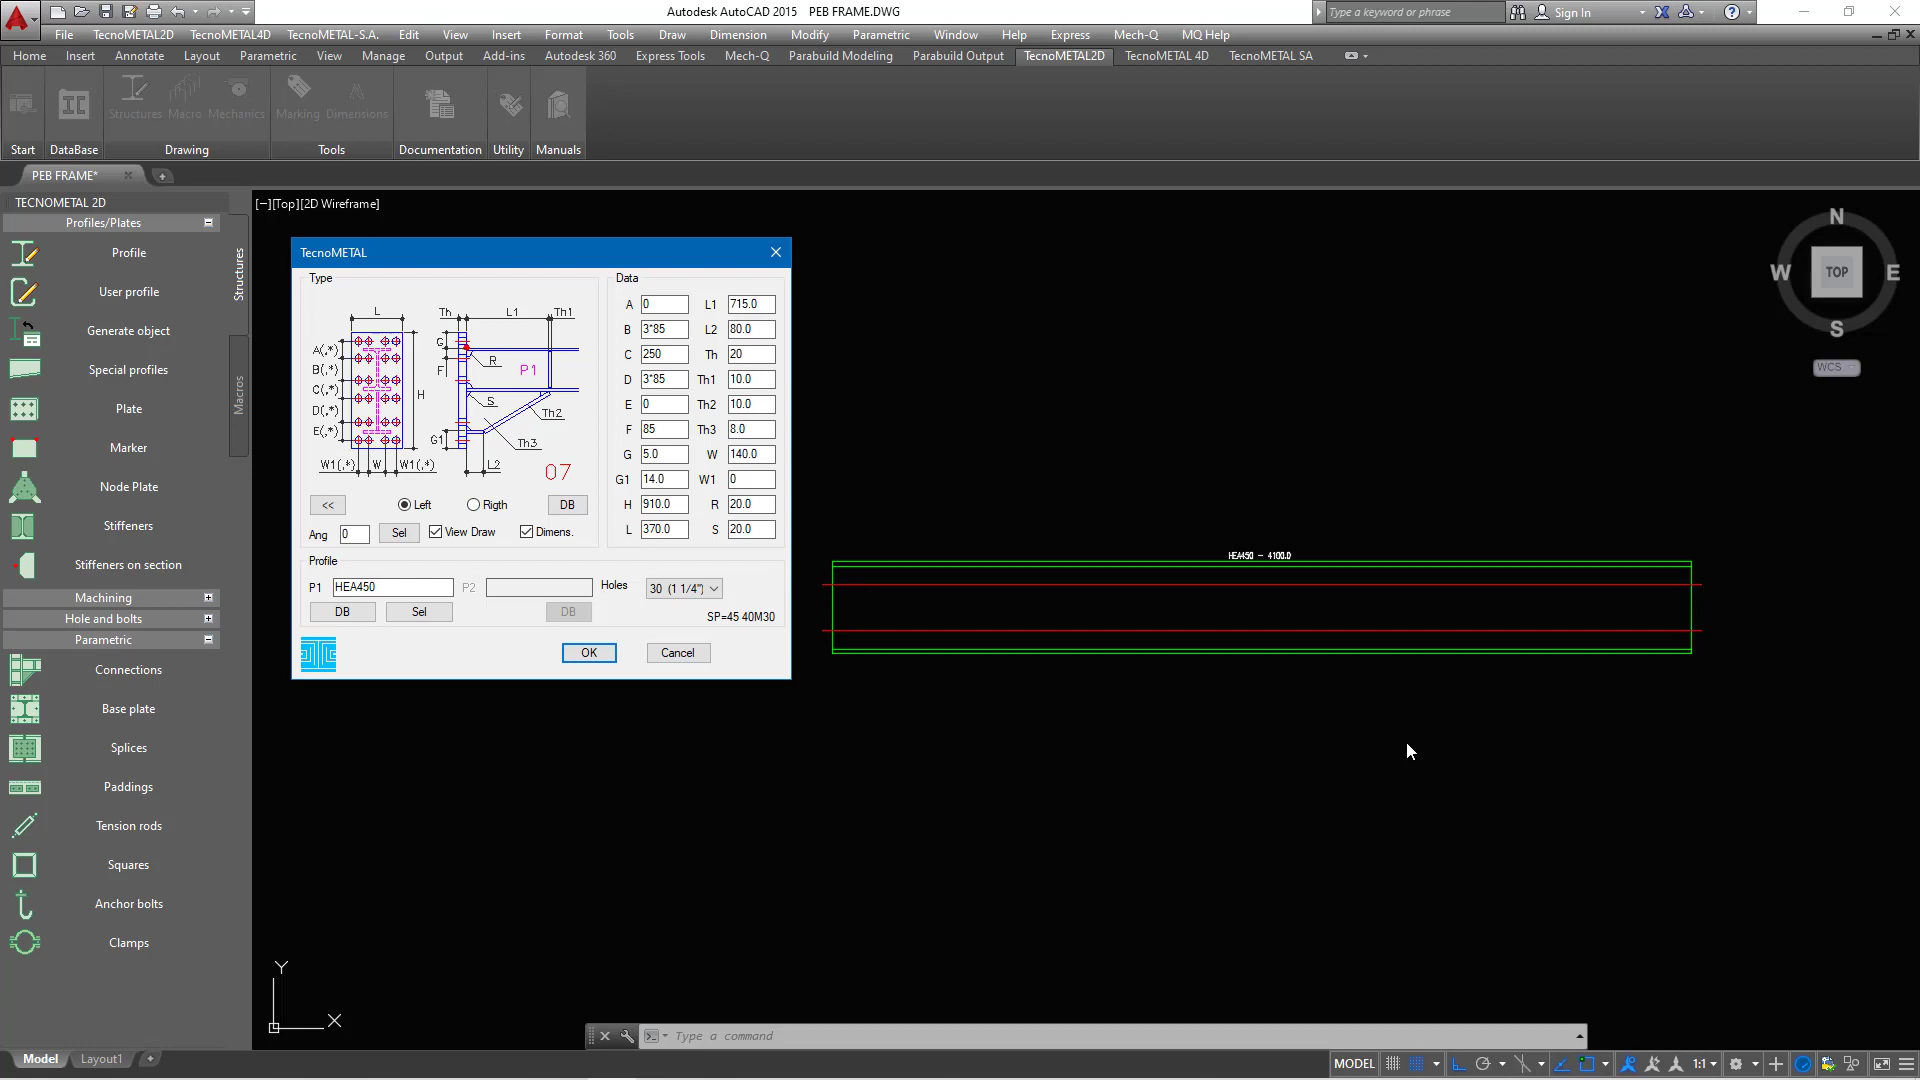 Autodesk AutoCAD 2015 PEB FRAME.DWG
Type a keyword or phrase
Sign In
File TecnoMETAL2D TecnoMETAL4D TecnoMETAL-S.A. Edit View Insert Format Tools Draw Dimension Modify Parametric Window Help Express Mech-Q MQ Help
Home Insert Annotate Layout Parametric View Manage Output Add-ins Autodesk 360 Express Tools Mech-Q Parabuild Modeling Parabuild Output TecnoMETAL2D TecnoMETAL 4D TecnoMETAL SA
Structures Macro Mechanics Marking Dimensions
Start DataBase Drawing Tools Documentation Utility Manuals
PEB FRAME*
TECNOMETAL 2D
Profiles/Plates
Profile
User profile
Generate object
Special profiles
Plate
Marker
Node Plate
Stiffeners
Stiffeners on section
Machining
Hole and bolts
Parametric
Connections
Base plate
Splices
Paddings
Tension rods
Squares
Anchor bolts
Clamps
Structures
Macros
[−][Top][2D Wireframe]
TecnoMETAL
Type
L Th L1 Th1
A(,*) G R
B(,*) F P1
C(,*) H
D(,*) S Th2
E(,*) G1 Th3
W1(,*) W W1(,*) L2
07
<< Left Rigth DB
Ang 0 Sel View Draw Dimens.
Data
A 0 L1 715.0
B 3*85 L2 80.0
C 250 Th 20
D 3*85 Th1 10.0
E 0 Th2 10.0
F 85 Th3 8.0
G 5.0 W 140.0
G1 14.0 W1 0
H 910.0 R 20.0
L 370.0 S 20.0
Profile
P1 HEA450 P2 Holes 30 (1 1/4")
DB Sel DB SP=45 40M30
OK Cancel
HEA450 - 4100.0
N
W TOP E
S
WCS
Y
X
Type a command
Model Layout1
MODEL 1:1